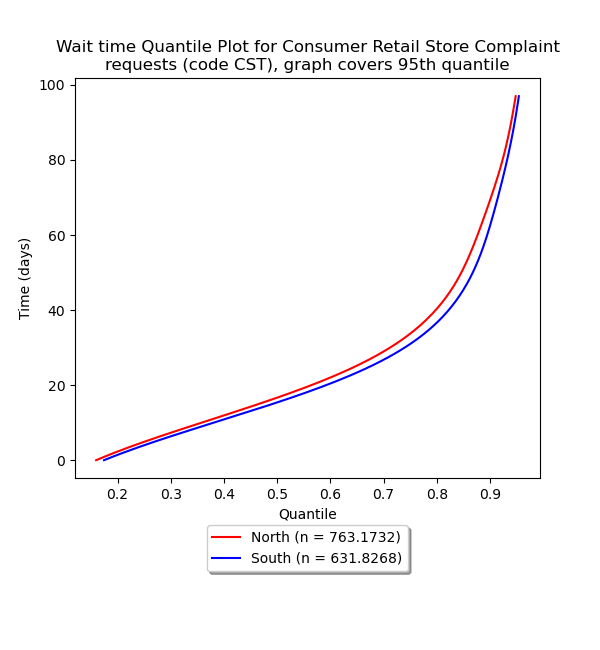 Wait time Quantile Plot for Consumer Retail Store Complaint
requests (code CST), graph covers 95th quantile
100
80
60
40
20
0
Time (days)
0.2 0.3 0.4 0.5 0.6 0.7 0.8 0.9
Quantile
North (n = 763.1732)
South (n = 631.8268)